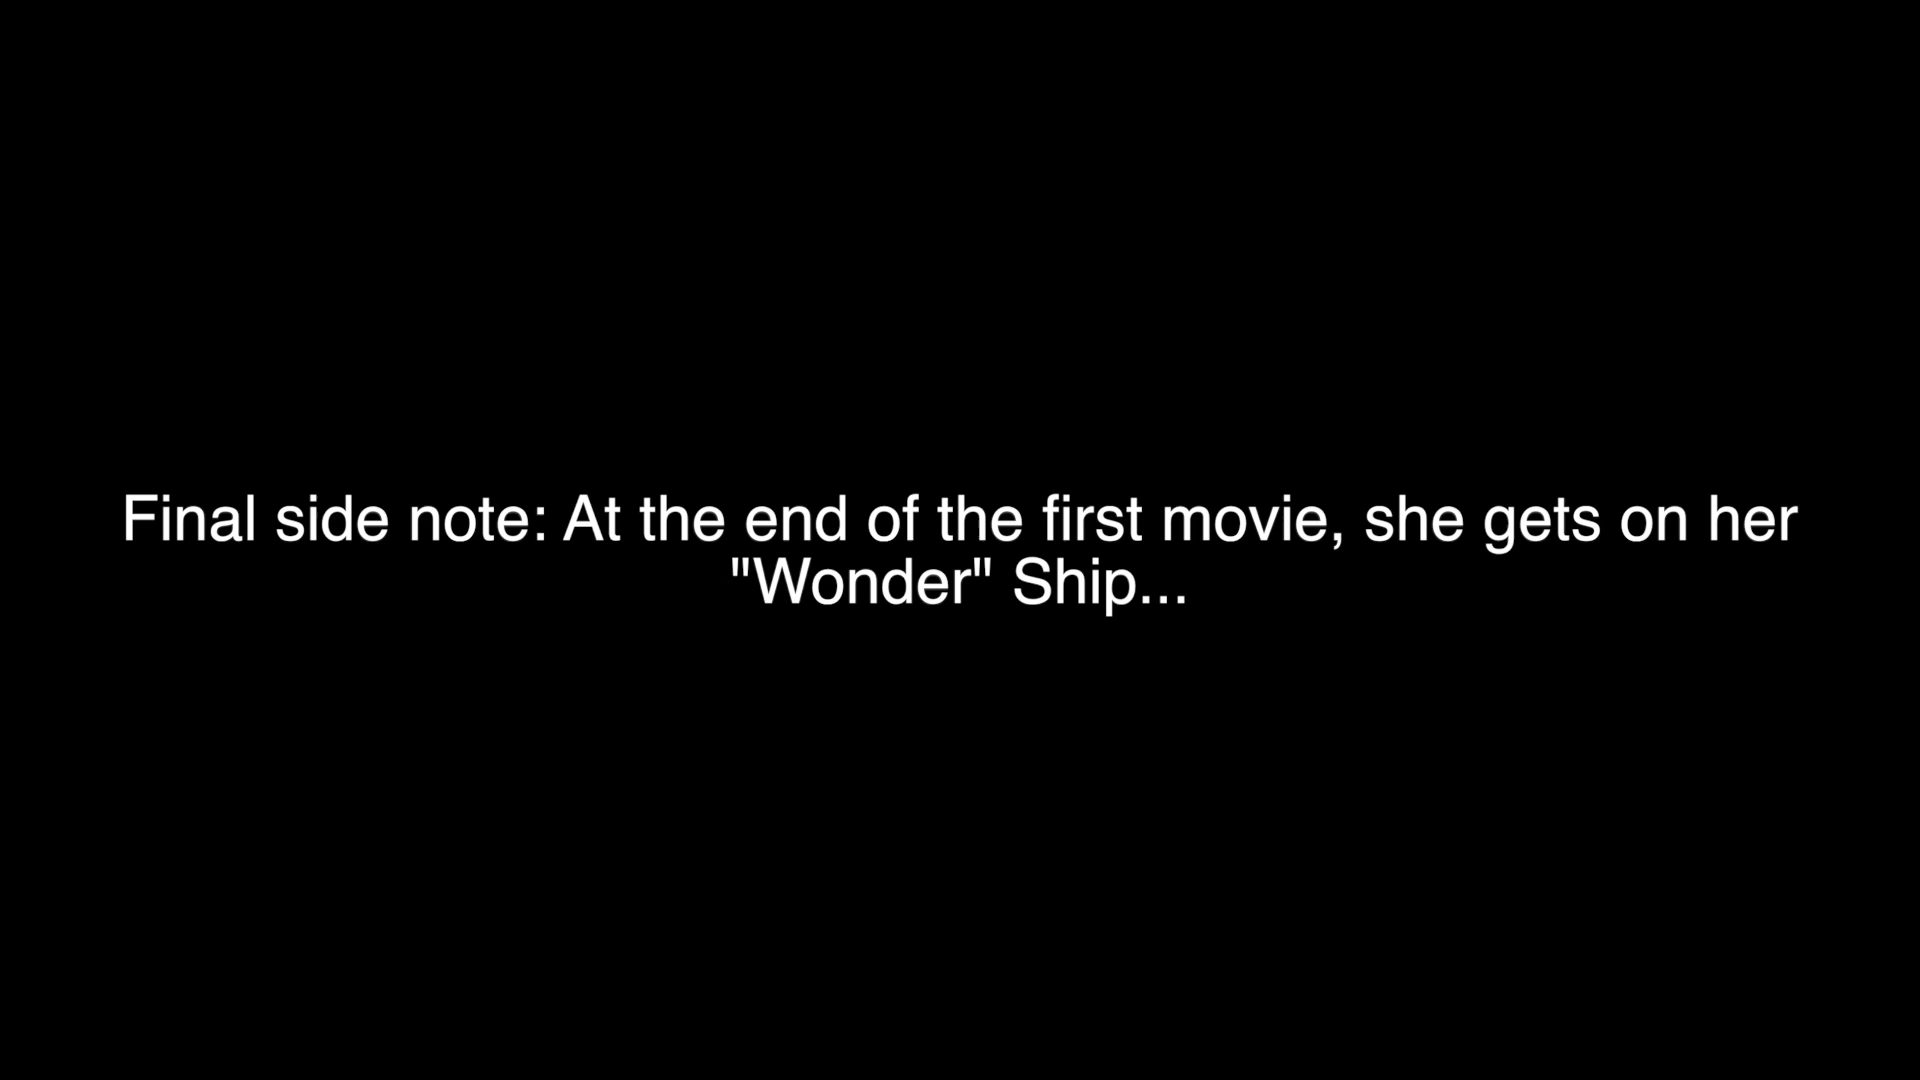 Final side note: At the end of the first movie, she gets on her
"Wonder" Ship...